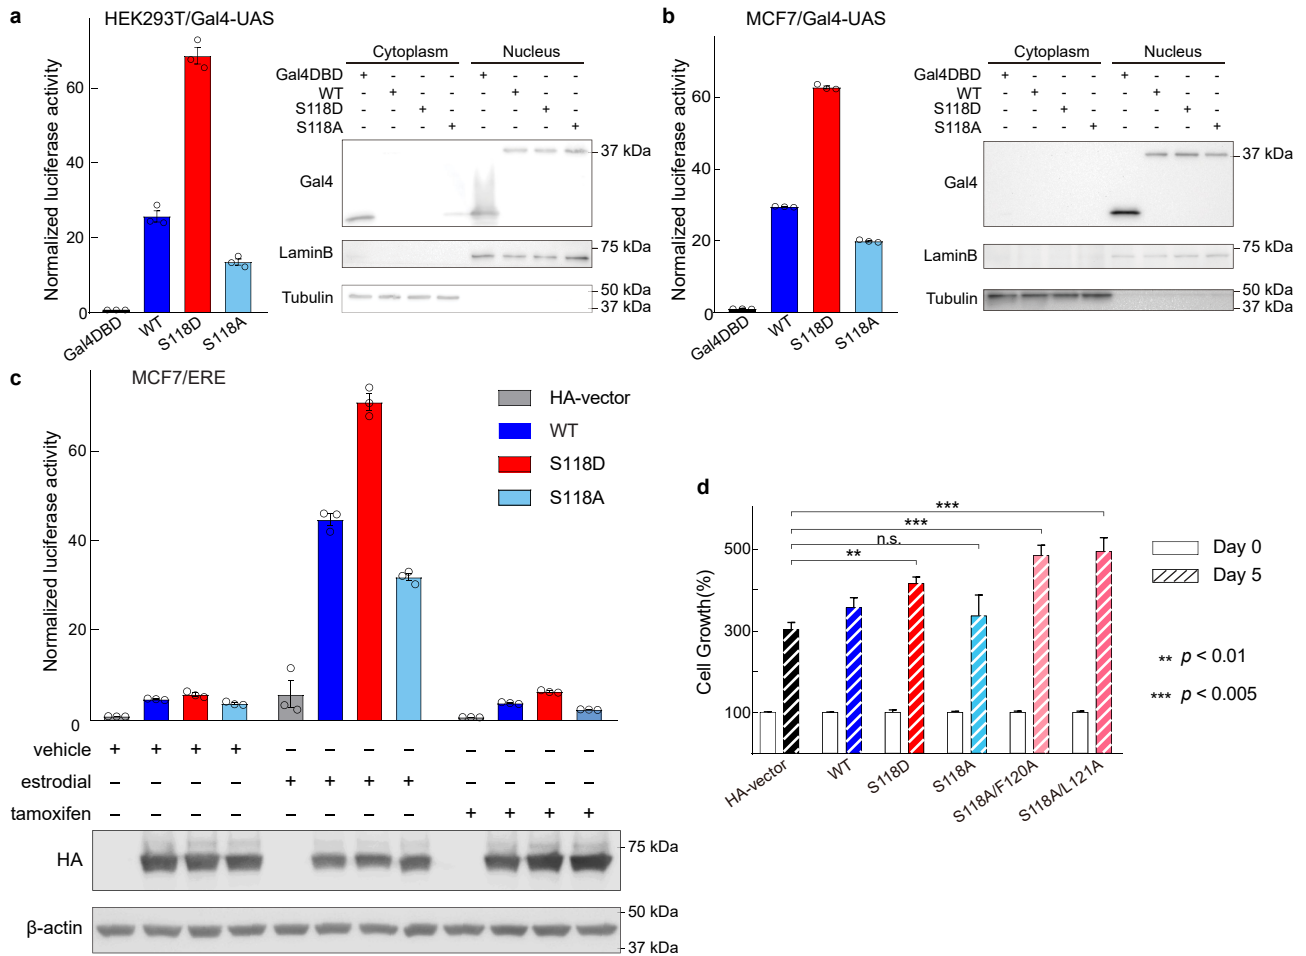 a
HEK293T/Gal4-UAS
Normalized luciferase activity
60
40
20
0
Gal4DBD
WT
S118D
S118A
Cytoplasm Nucleus
Gal4DBD + - - - + - - -
WT - + - - - + - -
S118D - - + - - - + -
S118A - - - + - - - +
Gal4
37 kDa
LaminB
75 kDa
Tubulin
50 kDa
37 kDa
b
MCF7/Gal4-UAS
Normalized luciferase activity
60
40
20
0
Gal4DBD
WT
S118D
S118A
Cytoplasm Nucleus
Gal4DBD + - - - + - - -
WT - + - - - + - -
S118D - - + - - - + -
S118A - - - + - - - +
Gal4
37 kDa
LaminB
75 kDa
Tubulin
50 kDa
37 kDa
c
MCF7/ERE
Normalized luciferase activity
60
40
20
0
HA-vector
WT
S118D
S118A
vehicle + + + + – – – – – – – –
estrodial – – – – + + + + – – – –
tamoxifen – – – – – – – – + + + +
HA
75 kDa
β-actin
50 kDa
37 kDa
d
Cell Growth(%)
500
300
100
***
***
n.s.
**
HA-vector
WT
S118D
S118A
S118A/F120A
S118A/L121A
Day 0
Day 5
** p < 0.01
*** p < 0.005